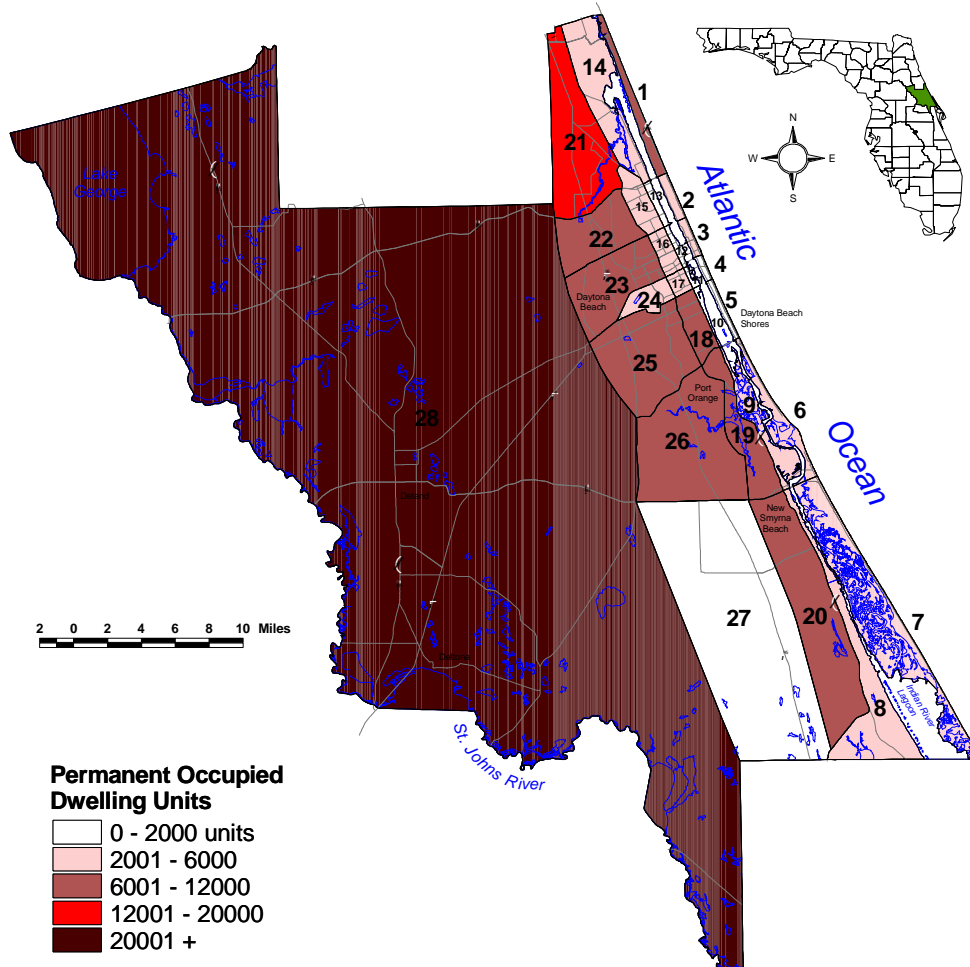 14
1
N
W
E
S
21
Lake
George
Atlantic
13
2
15
22
3
16
12
4
23
17
Daytona
Beach
24
5
10
Daytona Beach
Shores
18
25
Port
Orange
9
6
28
26
19
Ocean
Deland
New
Smyrna
Beach
2 0 2 4 6 8 10 Miles
27
20
7
Deltona
Indian River
Lagoon
8
St. Johns River
Permanent Occupied
Dwelling Units
0 - 2000 units
2001 - 6000
6001 - 12000
12001 - 20000
20001 +